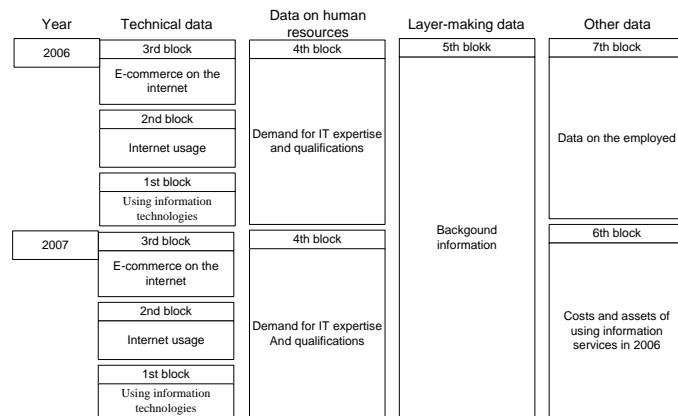 Year
Technical data
Data on human
resources
Layer-making data
Other data
2006
3rd block
E-commerce on the
internet
2nd block
Internet usage
1st block
Using information
technologies
4th block
Demand for IT expertise
and qualifications
5th blokk
Backgound
information
7th block
Data on the employed
2007
3rd block
E-commerce on the
internet
2nd block
Internet usage
1st block
Using information
technologies
4th block
Demand for IT expertise
And qualifications
6th block
Costs and assets of
using information
services in 2006